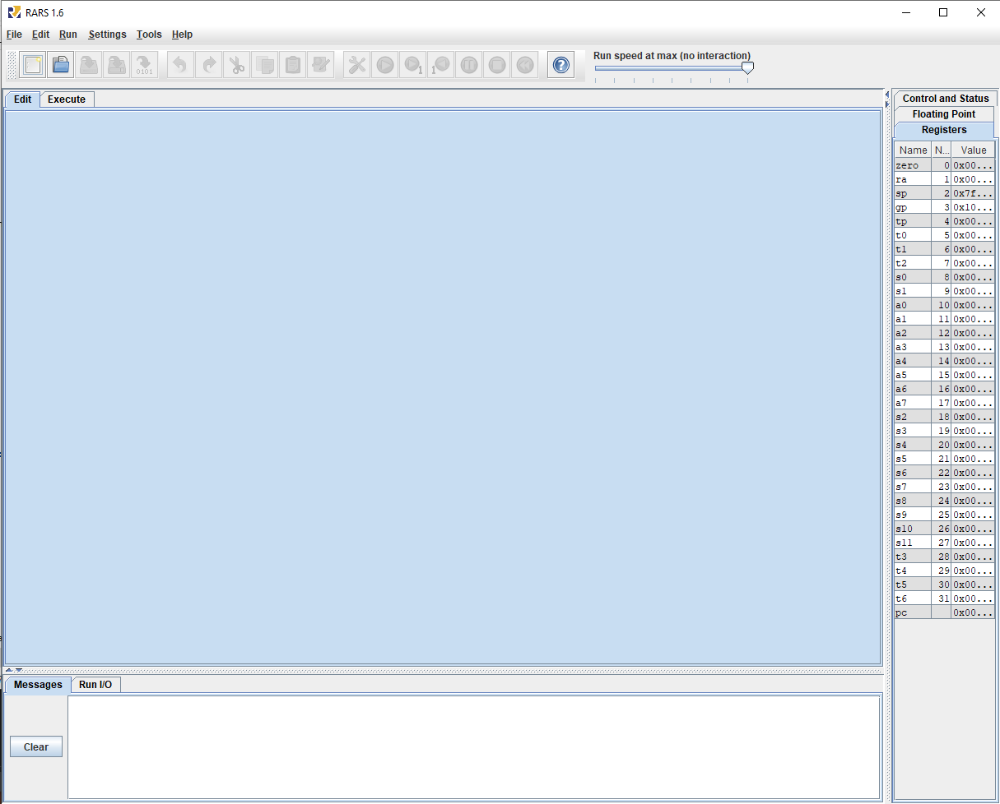 RARS 1.6
File Edit Run Settings Tools Help
Run speed at max (no interaction)
0101
1
1
?
Edit Execute
Control and Status
Floating Point
Registers
Name N... Value
zero 0 0x00...
ra 1 0x00...
sp 2 0x7f...
gp 3 0x10...
tp 4 0x00...
t0 5 0x00...
t1 6 0x00...
t2 7 0x00...
s0 8 0x00...
s1 9 0x00...
a0 10 0x00...
a1 11 0x00...
a2 12 0x00...
a3 13 0x00...
a4 14 0x00...
a5 15 0x00...
a6 16 0x00...
a7 17 0x00...
s2 18 0x00...
s3 19 0x00...
s4 20 0x00...
s5 21 0x00...
s6 22 0x00...
s7 23 0x00...
s8 24 0x00...
s9 25 0x00...
s10 26 0x00...
s11 27 0x00...
t3 28 0x00...
t4 29 0x00...
t5 30 0x00...
t6 31 0x00...
pc 0x00...
Messages Run I/O
Clear